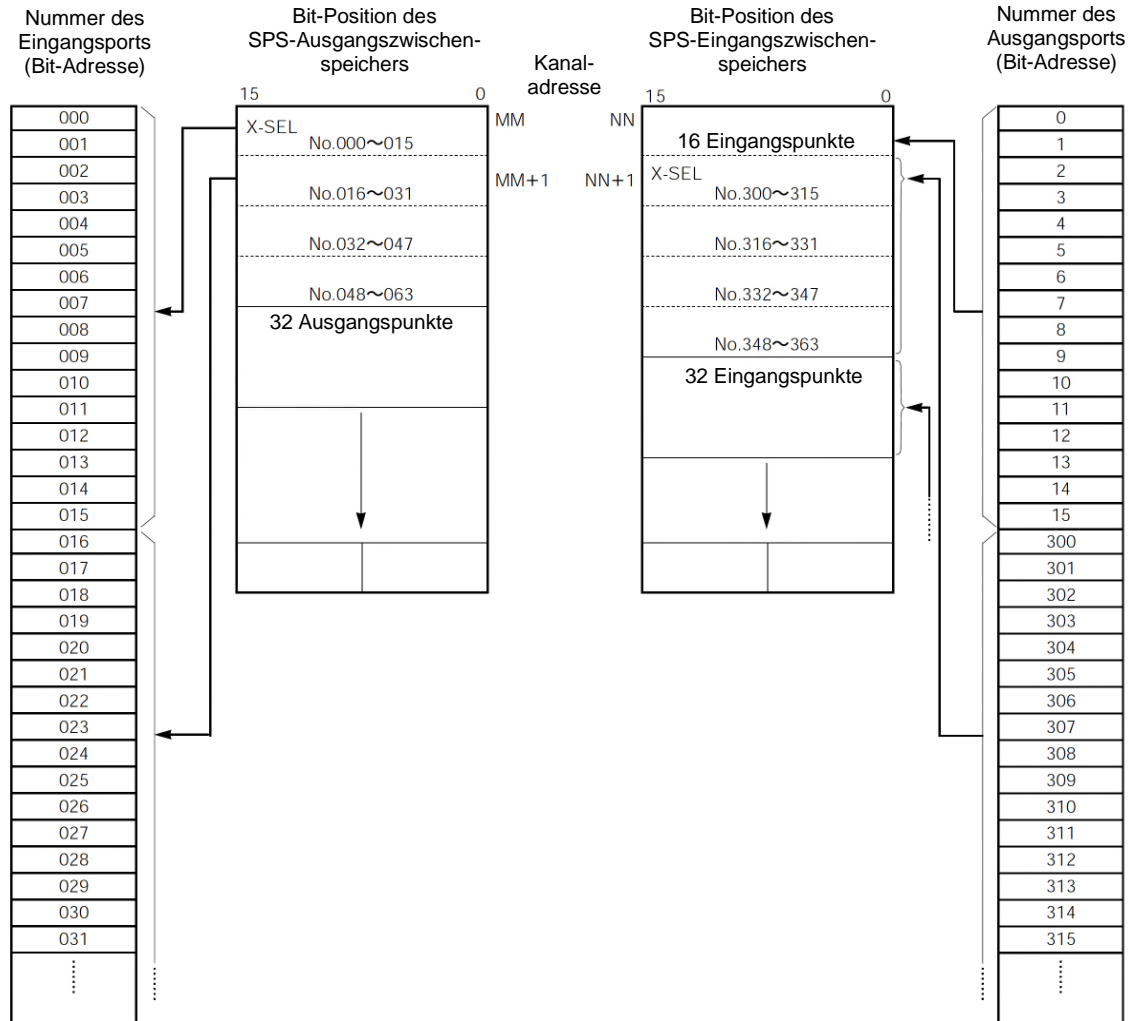 Nummer des
Eingangsports
(Bit-Adresse)
Bit-Position des
SPS-Ausgangszwischen-
speichers
Kanal-
adresse
Bit-Position des
SPS-Eingangszwischen-
speichers
Nummer des
Ausgangsports
(Bit-Adresse)
000
001
002
003
004
005
006
007
008
009
010
011
012
013
014
015
016
017
018
019
020
021
022
023
024
025
026
027
028
029
030
031
15 0
X-SEL
No.000〜015
No.016〜031
No.032〜047
No.048〜063
32 Ausgangspunkte
MM NN
MM+1 NN+1
15 0
16 Eingangspunkte
X-SEL
No.300〜315
No.316〜331
No.332〜347
No.348〜363
32 Eingangspunkte
0
1
2
3
4
5
6
7
8
9
10
11
12
13
14
15
300
301
302
303
304
305
306
307
308
309
310
311
312
313
314
315